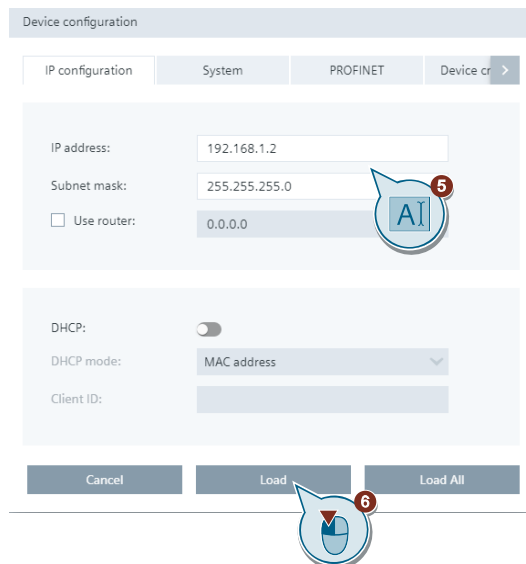 Device configuration
IP configuration System PROFINET Device cr >
IP address: 192.168.1.2
Subnet mask: 255.255.255.0
5
AI
Use router: 0.0.0.0
DHCP:
DHCP mode: MAC address
Client ID:
Cancel Load Load All
6